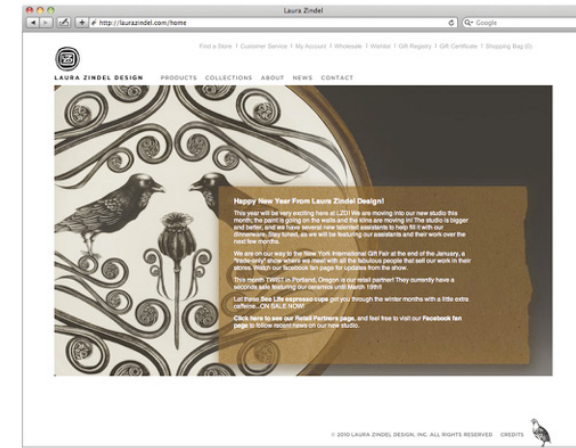 Laura Zindel
http://laurazindel.com/home
Google
Find a Store | Customer Service | My Account | Wholesale | Wishlist | Gift Registry | Gift Certificate | Shopping Bag (0)
LAURA ZINDEL DESIGN PRODUCTS COLLECTIONS ABOUT NEWS CONTACT
Happy New Year From Laura Zindel Design!
This year will be very exciting here at LZD! We are moving into our new studio this
month; the paint is going on the walls and the kilns are moving in! The studio is bigger
and better, and we have several new talented assistants to help fill it with our
dinnerware. Stay tuned, as we will be featuring our assistants and their work over the
next few months.
We are on our way to the New York International Gift Fair at the end of the January, a
"trade-only" show where we meet with all the fabulous people that sell our work in their
stores. Watch our facebook fan page for updates from the show.
This month TWIST in Portland, Oregon is our retail partner! They currently have a
seconds sale featuring our ceramics until March 19th!
Let these Sea Life espresso cups get you through the winter months with a little extra
caffeine...ON SALE NOW!
Click here to see our Retail Partners page, and feel free to visit our Facebook fan
page to follow recent news on our new studio.
© 2010 LAURA ZINDEL DESIGN, INC. ALL RIGHTS RESERVED CREDITS